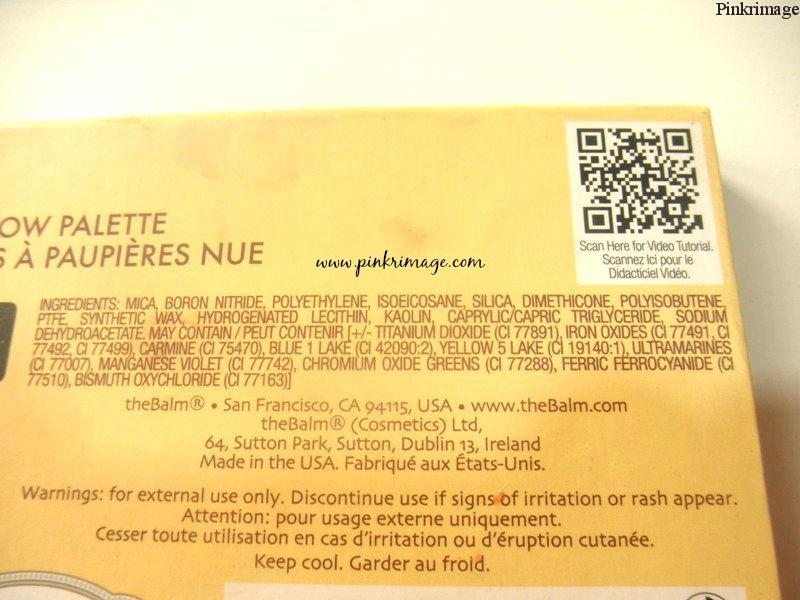 Pinkrimage
OW PALETTE
S À PAUPIÈRES NUE
www.pinkrimage.com
Scan Here for Video Tutorial.
Scannez Ici pour le
Didacticiel Vidéo.
INGREDIENTS: MICA, BORON NITRIDE, POLYETHYLENE, ISOEICOSANE, SILICA, DIMETHICONE, POLYISOBUTENE,
PTFE, SYNTHETIC WAX, HYDROGENATED LECITHIN, KAOLIN, CAPRYLIC/CAPRIC TRIGLYCERIDE, SODIUM
DEHYDROACETATE. MAY CONTAIN / PEUT CONTENIR [+/- TITANIUM DIOXIDE (CI 77891), IRON OXIDES (CI 77491, CI
77492, CI 77499), CARMINE (CI 75470), BLUE 1 LAKE (CI 42090:2), YELLOW 5 LAKE (CI 19140:1), ULTRAMARINES
(CI 77007), MANGANESE VIOLET (CI 77742), CHROMIUM OXIDE GREENS (CI 77288), FERRIC FERROCYANIDE (CI
77510), BISMUTH OXYCHLORIDE (CI 77163)]
theBalm® • San Francisco, CA 94115, USA • www.theBalm.com
theBalm® (Cosmetics) Ltd,
64, Sutton Park, Sutton, Dublin 13, Ireland
Made in the USA. Fabriqué aux États-Unis.
Warnings: for external use only. Discontinue use if signs of irritation or rash appear.
Attention: pour usage externe uniquement.
Cesser toute utilisation en cas d'irritation ou d'éruption cutanée.
Keep cool. Garder au froid.